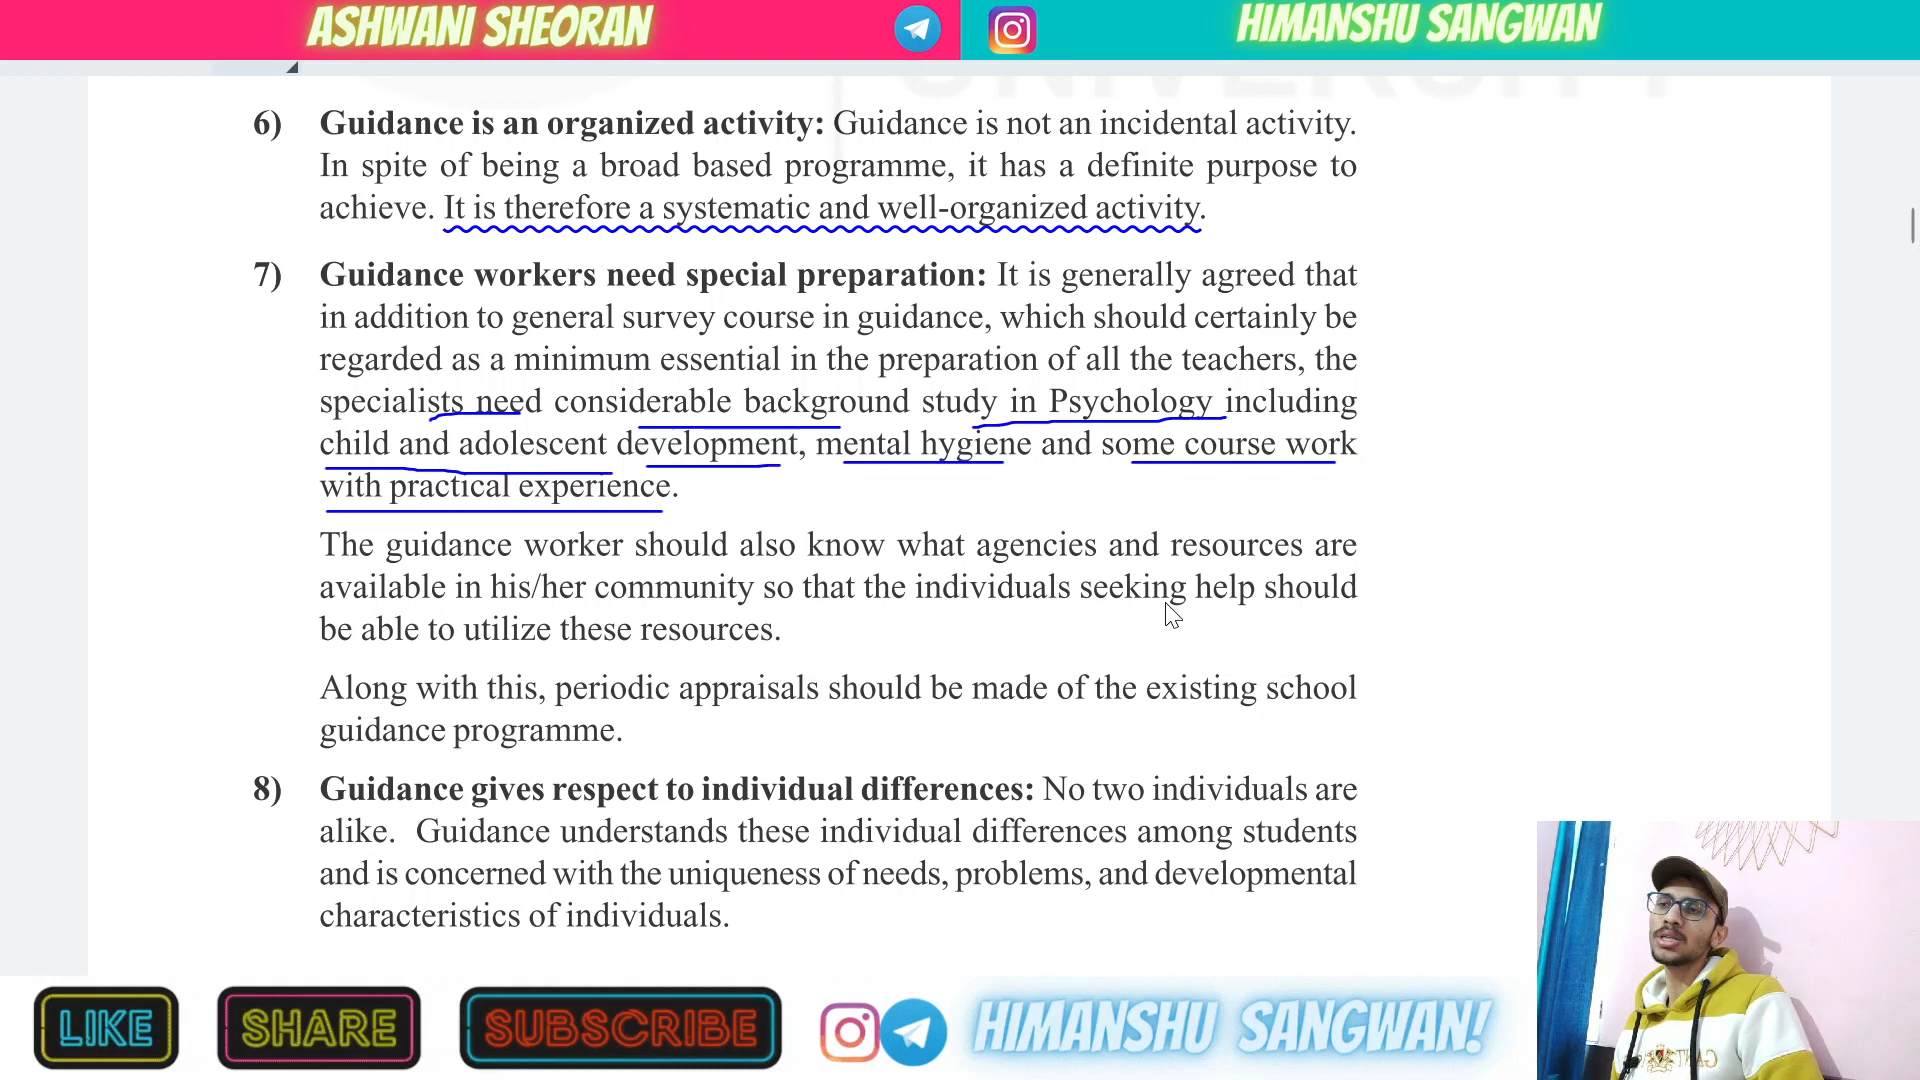 ASHWANI SHEORAN
HIMANSHU SANGWAN
UNIVERSITY
6) Guidance is an organized activity: Guidance is not an incidental activity.
In spite of being a broad based programme, it has a definite purpose to
achieve. It is therefore a systematic and well-organized activity.
7) Guidance workers need special preparation: It is generally agreed that
in addition to general survey course in guidance, which should certainly be
regarded as a minimum essential in the preparation of all the teachers, the
specialists need considerable background study in Psychology including
child and adolescent development, mental hygiene and some course work
with practical experience.
The guidance worker should also know what agencies and resources are
available in his/her community so that the individuals seeking help should
be able to utilize these resources.
Along with this, periodic appraisals should be made of the existing school
guidance programme.
8) Guidance gives respect to individual differences: No two individuals are
alike. Guidance understands these individual differences among students
and is concerned with the uniqueness of needs, problems, and developmental
characteristics of individuals.
LIKE
SHARE
SUBSCRIBE
HIMANSHU SANGWAN!